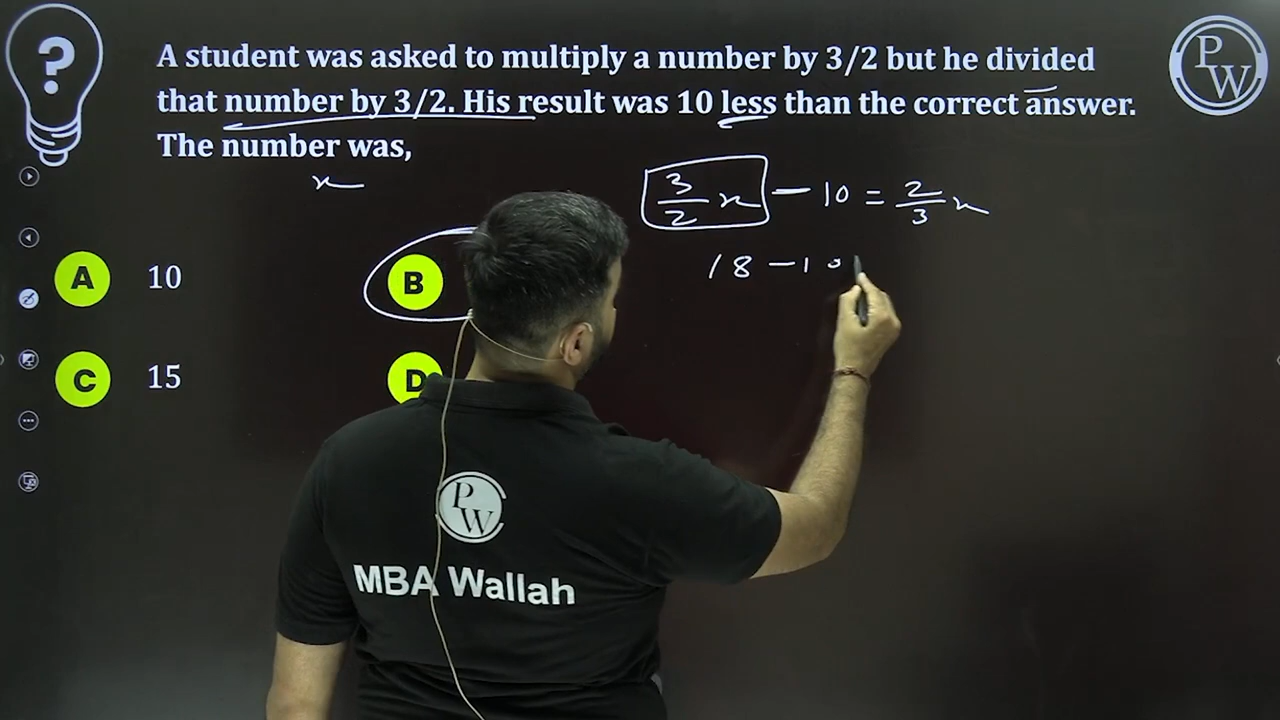 ?
A student was asked to multiply a number by 3/2 but he divided
that number by 3/2. His result was 10 less than the correct answer.
The number was,
x
3/2 x - 10 = 2/3 x
18 - 10
A 10
B
C 15
D
PW
PW
MBA Wallah